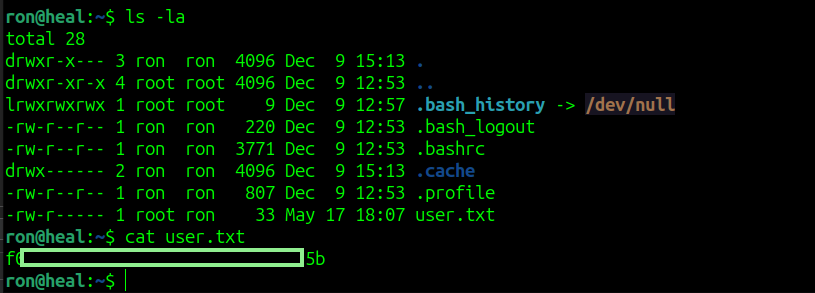 ron@heal:~$ ls -la
total 28
drwxr-x--- 3 ron  ron  4096 Dec  9 15:13 .
drwxr-xr-x 4 root root 4096 Dec  9 12:53 ..
lrwxrwxrwx 1 root root    9 Dec  9 12:57 .bash_history -> /dev/null
-rw-r--r-- 1 ron  ron   220 Dec  9 12:53 .bash_logout
-rw-r--r-- 1 ron  ron  3771 Dec  9 12:53 .bashrc
drwx------ 2 ron  ron  4096 Dec  9 15:13 .cache
-rw-r--r-- 1 ron  ron   807 Dec  9 12:53 .profile
-rw-r----- 1 root ron    33 May 17 18:07 user.txt
ron@heal:~$ cat user.txt
f 5b
ron@heal:~$